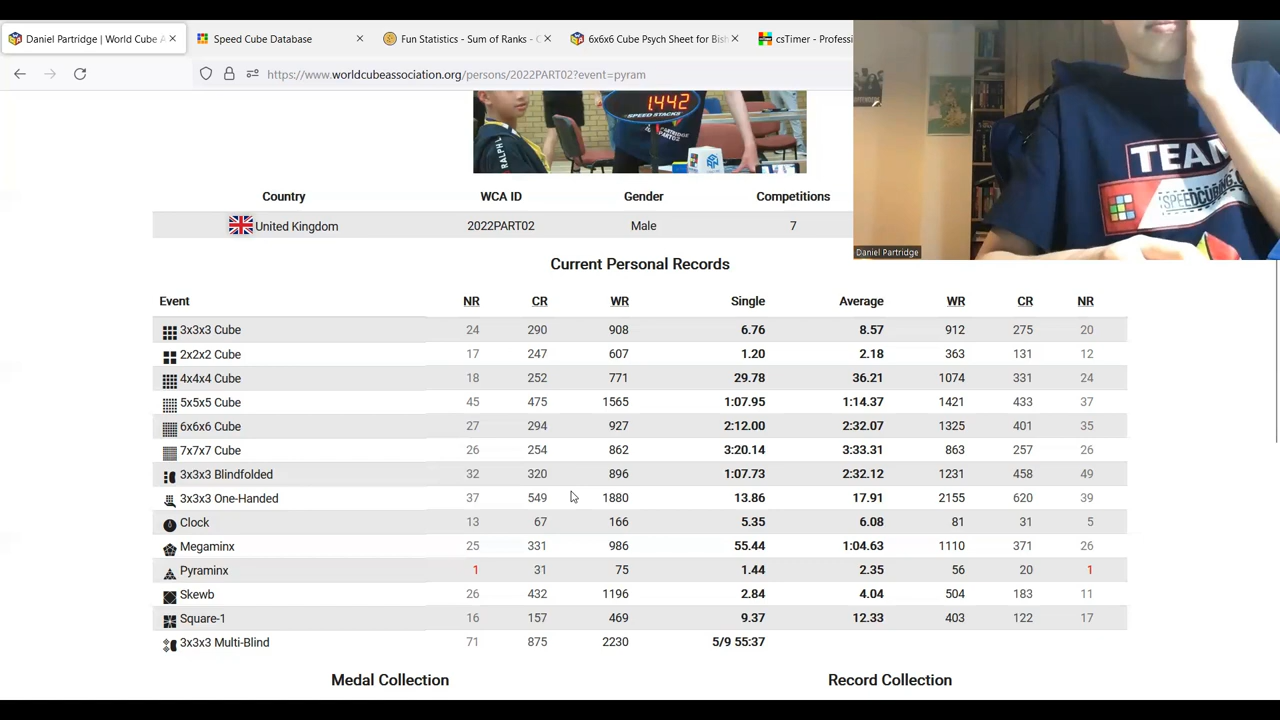 Daniel Partridge | World Cube A
Speed Cube Database
Fun Statistics - Sum of Ranks - C
6x6x6 Cube Psych Sheet for Bish
csTimer - Profess
https://www.worldcubeassociation.org/persons/2022PART02?event=pyram
1.442
SPEED STACKS
PARTRIDGE
RALPH
TEAM
SPEEDCUBING.O
Daniel Partridge
Country WCA ID Gender Competitions
United Kingdom 2022PART02 Male 7
Current Personal Records
Event NR CR WR Single Average WR CR NR
3x3x3 Cube 24 290 908 6.76 8.57 912 275 20
2x2x2 Cube 17 247 607 1.20 2.18 363 131 12
4x4x4 Cube 18 252 771 29.78 36.21 1074 331 24
5x5x5 Cube 45 475 1565 1:07.95 1:14.37 1421 433 37
6x6x6 Cube 27 294 927 2:12.00 2:32.07 1325 401 35
7x7x7 Cube 26 254 862 3:20.14 3:33.31 863 257 26
3x3x3 Blindfolded 32 320 896 1:07.73 2:32.12 1231 458 49
3x3x3 One-Handed 37 549 1880 13.86 17.91 2155 620 39
Clock 13 67 166 5.35 6.08 81 31 5
Megaminx 25 331 986 55.44 1:04.63 1110 371 26
Pyraminx 1 31 75 1.44 2.35 56 20 1
Skewb 26 432 1196 2.84 4.04 504 183 11
Square-1 16 157 469 9.37 12.33 403 122 17
3x3x3 Multi-Blind 71 875 2230 5/9 55:37
Medal Collection Record Collection